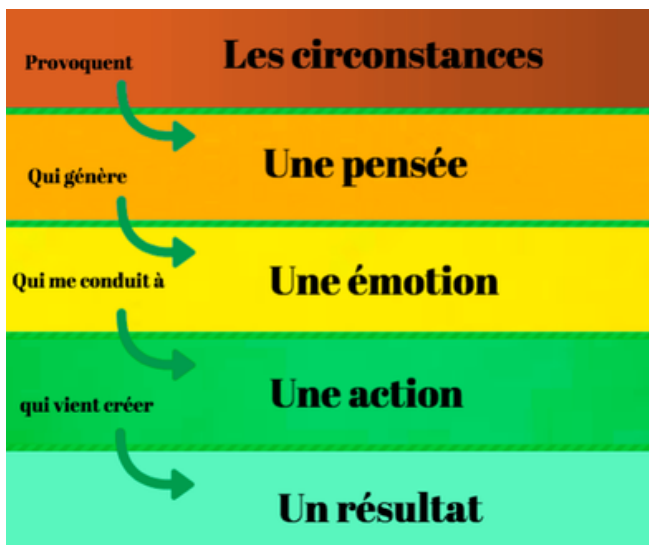 Les circonstances
Provoquent
Une pensée
Qui génère
Une émotion
Qui me conduit à
Une action
qui vient créer
Un résultat